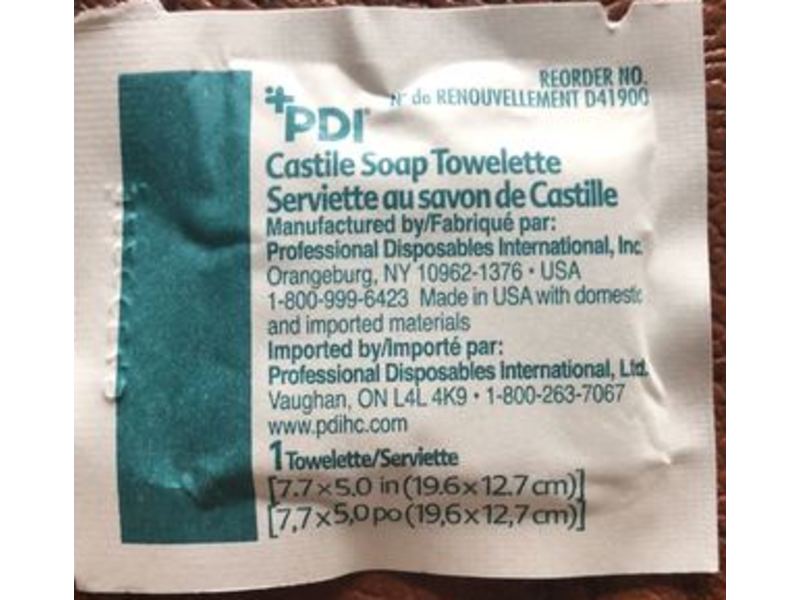 REORDER NO.
N° de RENOUVELLEMENT D41900
PDI
Castile Soap Towelette
Serviette au savon de Castille
Manufactured by/Fabriqué par:
Professional Disposables International, Inc.
Orangeburg, NY 10962-1376 • USA
1-800-999-6423 Made in USA with domestic
and imported materials
Imported by/Importé par:
Professional Disposables International, Ltd.
Vaughan, ON L4L 4K9 • 1-800-263-7067
www.pdihc.com
1 Towelette/Serviette
[7.7 x 5.0 in (19.6 x 12.7 cm)]
[7,7 x 5,0 po (19,6 x 12,7 cm)]